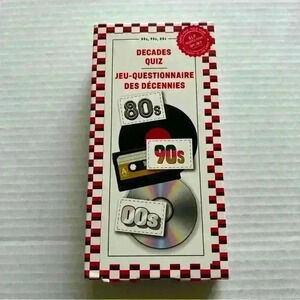 80s, 90s, 00s
DECADES
QUIZ
JEU-QUESTIONNAIRE
DES DÉCENNIES
80s
90s
A
00s